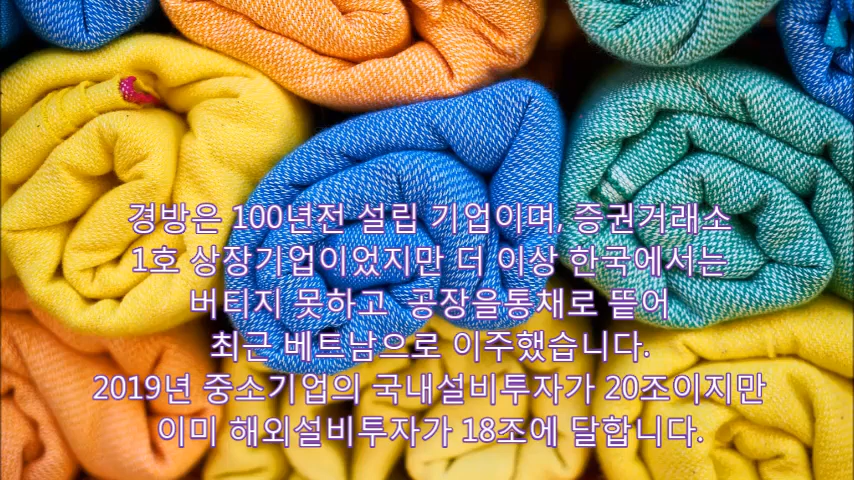 경방은 100년전 설립 기업이며, 증권거래소
1호 상장기업이었지만 더 이상 한국에서는
버티지 못하고  공장을통채로 뜯어
최근 베트남으로 이주했습니다.
2019년 중소기업의 국내설비투자가 20조이지만
이미 해외설비투자가 18조에 달합니다.